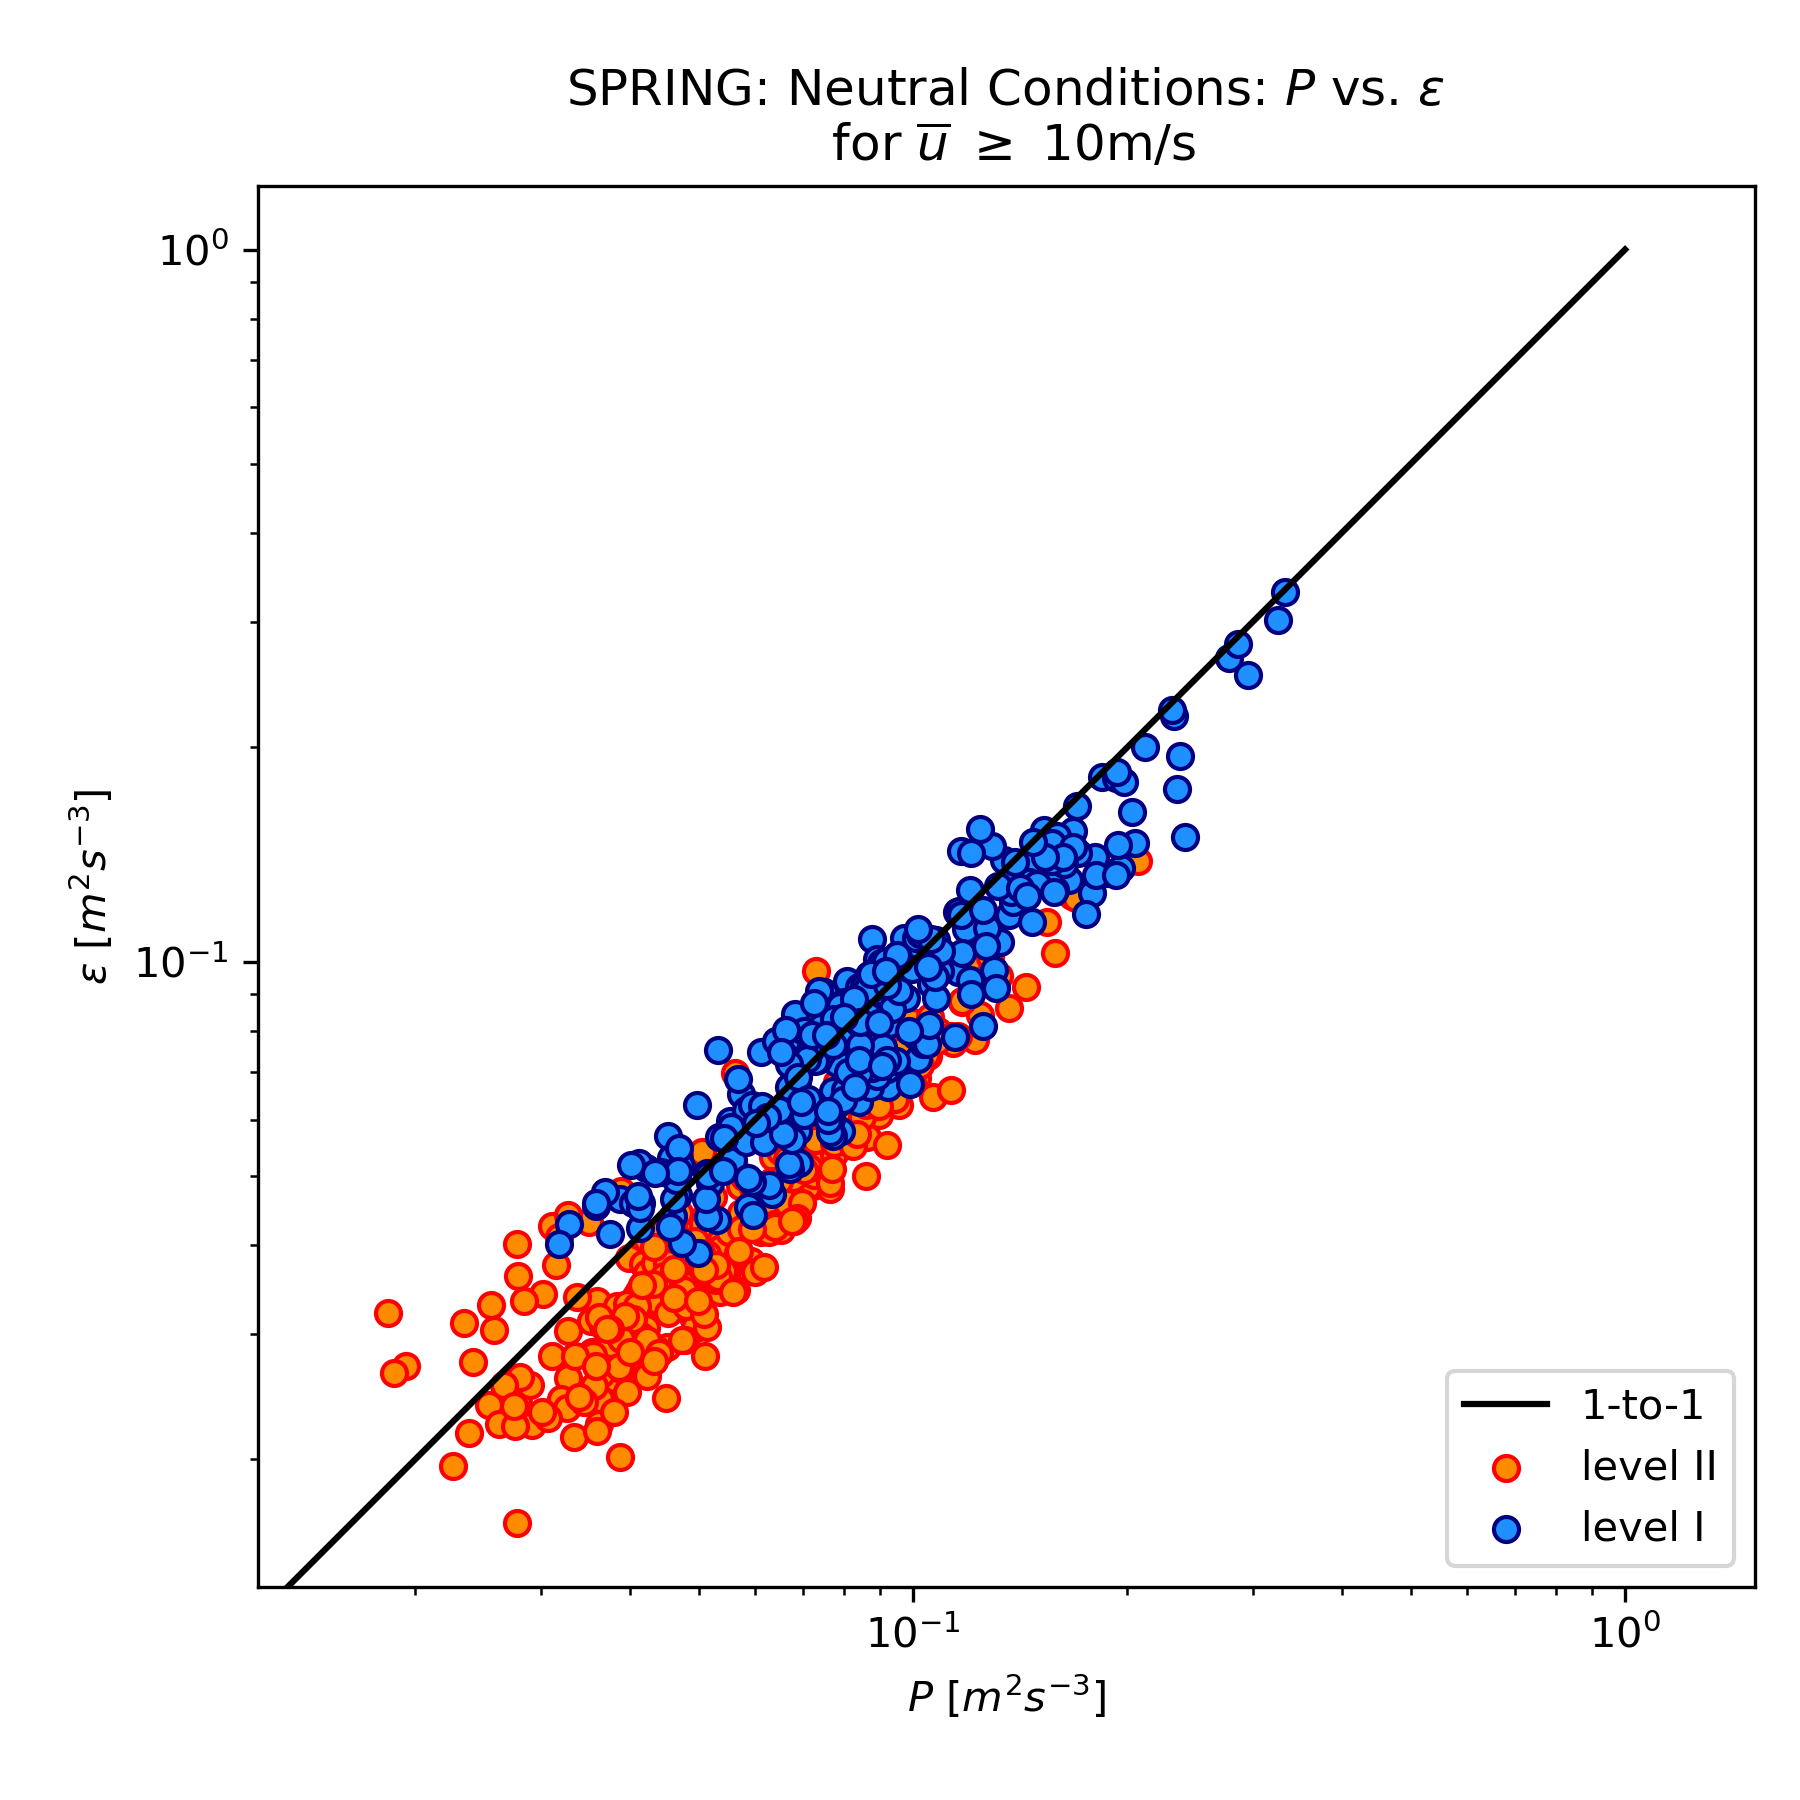 SPRING: Neutral Conditions: P vs. ε
for u̅ ≥ 10m/s
10⁰
10⁻¹
ε [m²s⁻³]
1-to-1
level II
level I
10⁻¹
10⁰
P [m²s⁻³]